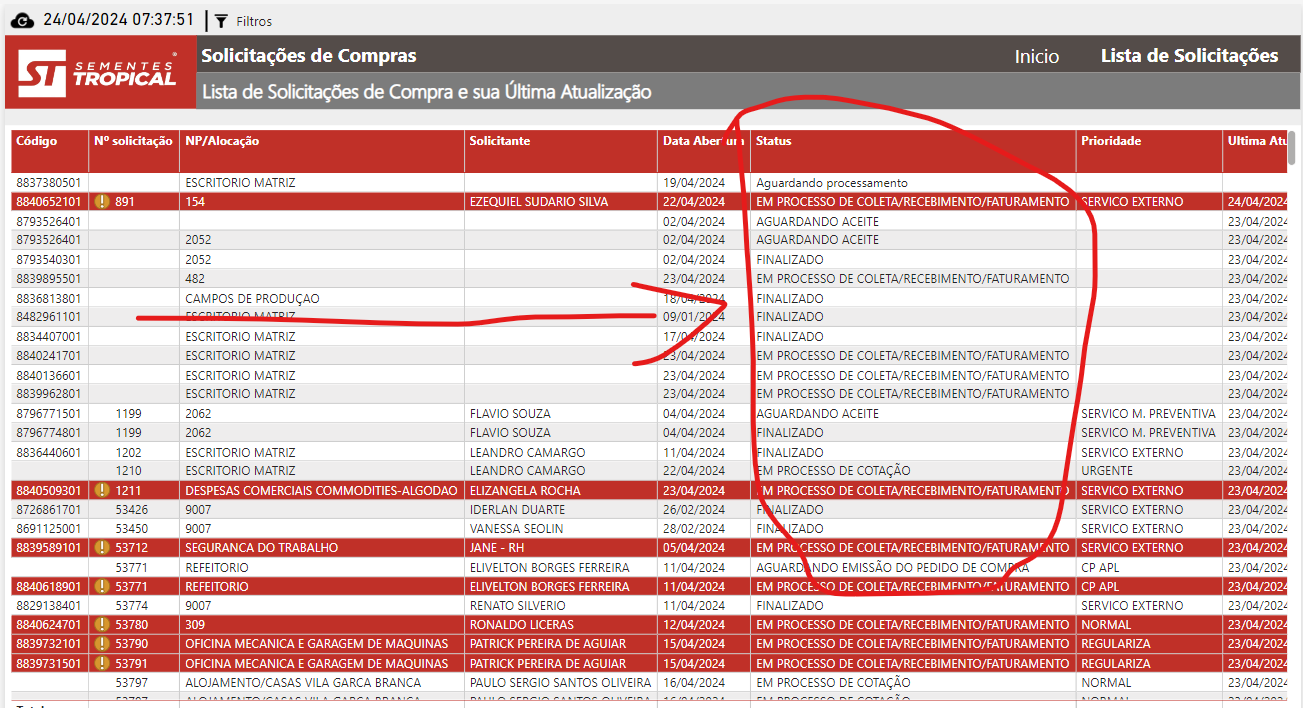 24/04/2024 07:37:51 Filtros
ST SEMENTES TROPICAL ®
Solicitações de Compras Inicio Lista de Solicitações
Lista de Solicitações de Compra e sua Última Atualização
Código Nº solicitação NP/Alocação Solicitante Data Abertum Status Prioridade Ultima Atu
8837380501 ESCRITORIO MATRIZ 19/04/2024 Aguardando processamento
8840652101 ! 891 154 EZEQUIEL SUDARIO SILVA 22/04/2024 EM PROCESSO DE COLETA/RECEBIMENTO/FATURAMENTO SERVICO EXTERNO 24/04/2024
8793526401 02/04/2024 AGUARDANDO ACEITE 23/04/2024
8793526401 2052 02/04/2024 AGUARDANDO ACEITE 23/04/2024
8793540301 2052 02/04/2024 FINALIZADO 23/04/2024
8839895501 482 23/04/2024 EM PROCESSO DE COLETA/RECEBIMENTO/FATURAMENTO 23/04/2024
8836813801 CAMPOS DE PRODUÇAO 18/04/2024 FINALIZADO 23/04/2024
8482961101 ESCRITORIO MATRIZ 09/01/2024 FINALIZADO 23/04/2024
8834407001 ESCRITORIO MATRIZ 17/04/2024 FINALIZADO 23/04/2024
8840241701 ESCRITORIO MATRIZ 23/04/2024 EM PROCESSO DE COLETA/RECEBIMENTO/FATURAMENTO 23/04/2024
8840136601 ESCRITORIO MATRIZ 23/04/2024 EM PROCESSO DE COLETA/RECEBIMENTO/FATURAMENTO 23/04/2024
8839962801 ESCRITORIO MATRIZ 23/04/2024 EM PROCESSO DE COLETA/RECEBIMENTO/FATURAMENTO 23/04/2024
8796771501 1199 2062 FLAVIO SOUZA 04/04/2024 AGUARDANDO ACEITE SERVICO M. PREVENTIVA 23/04/2024
8796774801 1199 2062 FLAVIO SOUZA 04/04/2024 FINALIZADO SERVICO M. PREVENTIVA 23/04/2024
8836440601 1202 ESCRITORIO MATRIZ LEANDRO CAMARGO 11/04/2024 FINALIZADO SERVICO EXTERNO 23/04/2024
1210 ESCRITORIO MATRIZ LEANDRO CAMARGO 22/04/2024 EM PROCESSO DE COTAÇÃO URGENTE 23/04/2024
8840509301 ! 1211 DESPESAS COMERCIAIS COMMODITIES-ALGODAO ELIZANGELA ROCHA 23/04/2024 EM PROCESSO DE COLETA/RECEBIMENTO/FATURAMENTO SERVICO EXTERNO 23/04/2024
8726861701 53426 9007 IDERLAN DUARTE 26/02/2024 FINALIZADO SERVICO EXTERNO 23/04/2024
8691125001 53450 9007 VANESSA SEOLIN 28/02/2024 FINALIZADO SERVICO EXTERNO 23/04/2024
8839589101 ! 53712 SEGURANCA DO TRABALHO JANE - RH 05/04/2024 EM PROCESSO DE COLETA/RECEBIMENTO/FATURAMENTO SERVICO EXTERNO 23/04/2024
53771 REFEITORIO ELIVELTON BORGES FERREIRA 11/04/2024 AGUARDANDO EMISSÃO DO PEDIDO DE COMPRA CP APL 23/04/2024
8840618901 ! 53771 REFEITORIO ELIVELTON BORGES FERREIRA 11/04/2024 EM PROCESSO DE COLETA/RECEBIMENTO/FATURAMENTO CP APL 23/04/2024
8829138401 53774 9007 RENATO SILVERIO 11/04/2024 FINALIZADO SERVICO EXTERNO 23/04/2024
8840624701 ! 53780 309 RONALDO LICERAS 12/04/2024 EM PROCESSO DE COLETA/RECEBIMENTO/FATURAMENTO NORMAL 23/04/2024
8839732101 ! 53790 OFICINA MECANICA E GARAGEM DE MAQUINAS PATRICK PEREIRA DE AGUIAR 15/04/2024 EM PROCESSO DE COLETA/RECEBIMENTO/FATURAMENTO REGULARIZA 23/04/2024
8839731501 ! 53791 OFICINA MECANICA E GARAGEM DE MAQUINAS PATRICK PEREIRA DE AGUIAR 15/04/2024 EM PROCESSO DE COLETA/RECEBIMENTO/FATURAMENTO REGULARIZA 23/04/2024
53797 ALOJAMENTO/CASAS VILA GARCA BRANCA PAULO SERGIO SANTOS OLIVEIRA 16/04/2024 EM PROCESSO DE COTAÇÃO NORMAL 23/04/2024